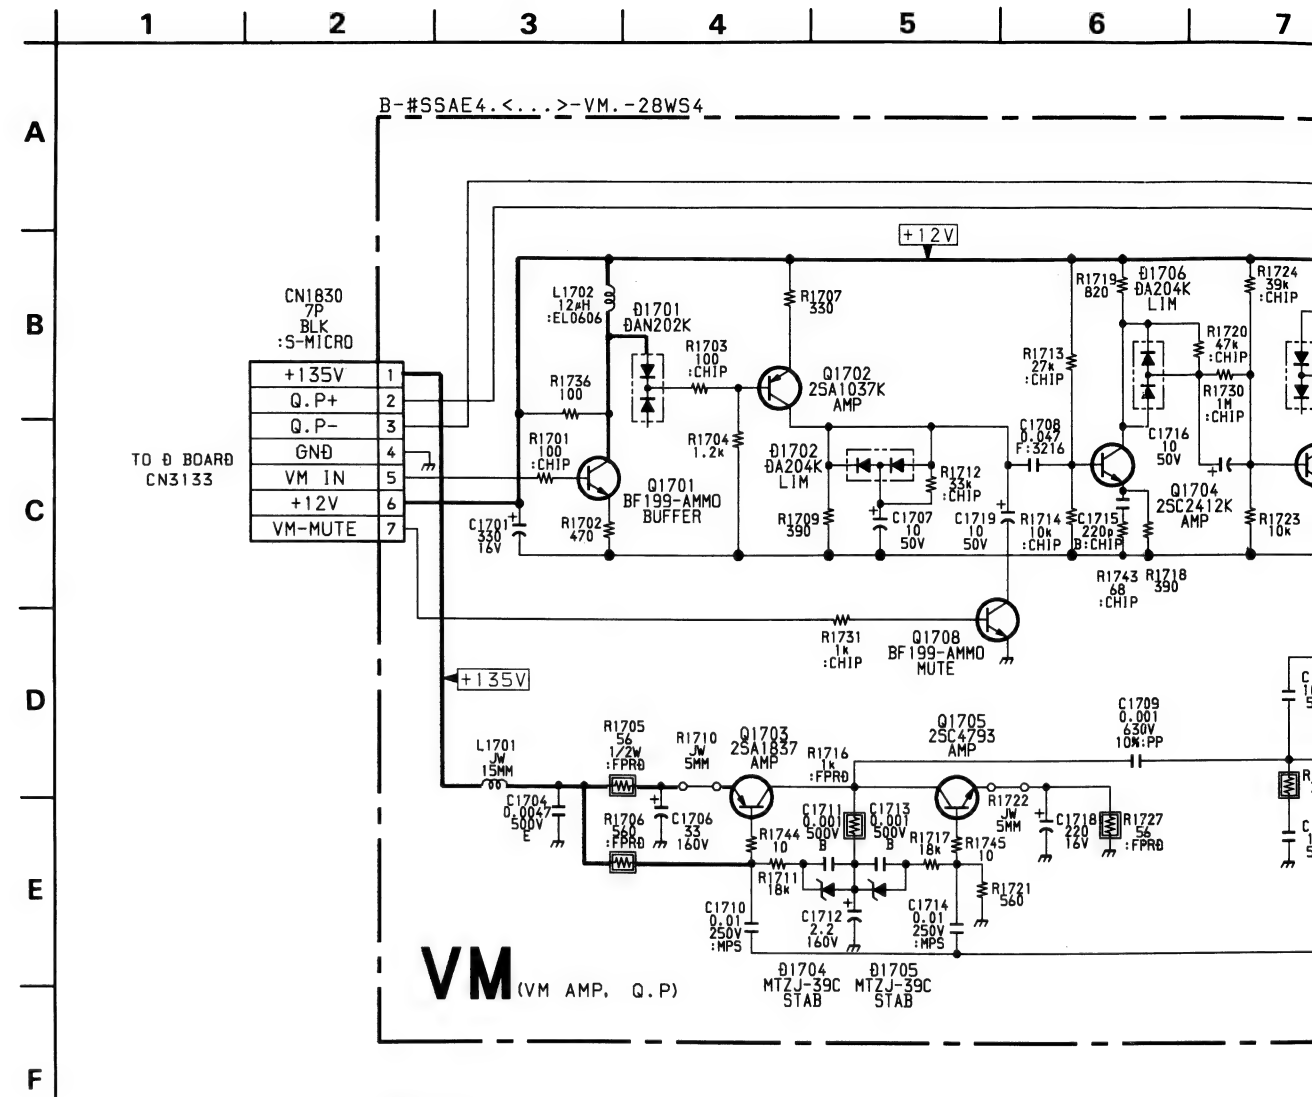 1 2 3 4 5 6 7
A
B-#SSAE4.<...>-VM.-28WS4
+12V
B
CN1830
7P
BLK
:S-MICRO
L1702
12µH
:EL0606
D1701
DAN202K
R1703
100
:CHIP
R1707
330
Q1702
2SA1037K
AMP
R1719
820
D1706
DA204K
LIM
R1724
39k
:CHIP
R1713
27k
:CHIP
R1720
47k
:CHIP
R1730
1M
:CHIP
R1736
100
+135V 1
Q.P+ 2
Q.P- 3
GND 4
VM IN 5
+12V 6
VM-MUTE 7
TO D BOARD
CN3133
C
R1701
100
:CHIP
Q1701
BF199-AMMO
BUFFER
R1704
1.2k
D1702
DA204K
LIM
R1712
33k
:CHIP
C1708
0.047
F:3216
C1716
10
50V
Q1704
2SC2412K
AMP
C1701
330
16V
R1702
470
R1709
390
C1707
10
50V
C1719
10
50V
R1714
10k
:CHIP
C1715
220p
B:CHIP
R1723
10k
R1743
68
:CHIP
R1718
390
R1731
1k
:CHIP
Q1708
BF199-AMMO
MUTE
D
+135V
L1701
JW
15MM
R1705
56
1/2W
:FPRD
R1710
JW
5MM
Q1703
2SA1837
AMP
R1716
1k
:FPRD
Q1705
2SC4793
AMP
C1709
0.001
630V
10%:PP
C1704
0.0047
500V
E
R1706
560
:FPRD
C1706
33
160V
R1744
10
C1711
0.001
500V
B
C1713
0.001
500V
B
R1717
18k
R1745
10
R1722
JW
5MM
C1718
220
16V
R1727
56
:FPRD
E
R1711
18k
R1721
560
C1710
0.01
250V
:MPS
C1712
2.2
160V
C1714
0.01
250V
:MPS
D1704
MTZJ-39C
STAB
D1705
MTZJ-39C
STAB
VM (VM AMP, Q.P)
F